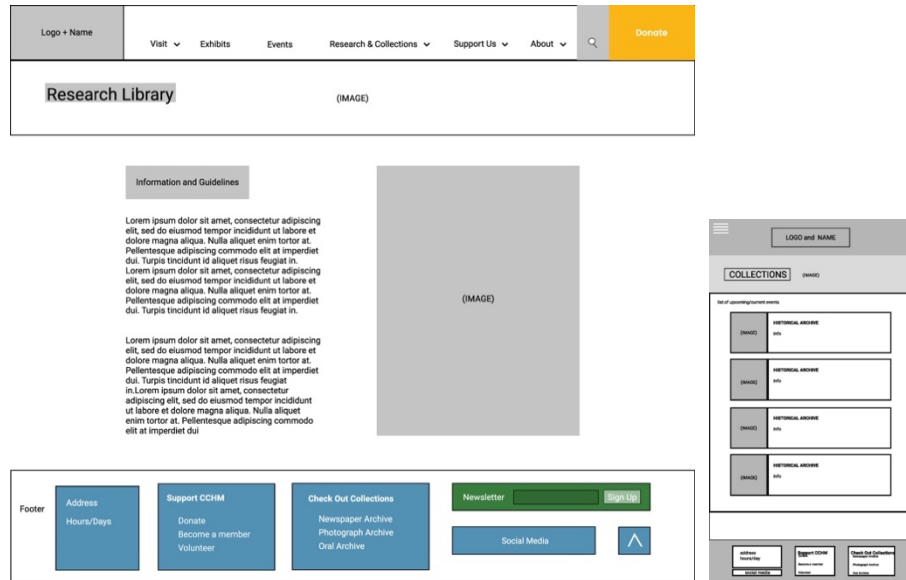 Logo + Name
Visit
Exhibits
Events
Research & Collections
Support Us
About
Donate
Research Library
(IMAGE)
Information and Guidelines
Lorem ipsum dolor sit amet, consectetur adipiscing
elit, sed do eiusmod tempor incididunt ut labore et
dolore magna aliqua. Nulla aliquet enim tortor at.
Pellentesque adipiscing commodo elit at imperdiet
dui. Turpis tincidunt id aliquet risus feugiat in.
Lorem ipsum dolor sit amet, consectetur adipiscing
elit, sed do eiusmod tempor incididunt ut labore et
dolore magna aliqua. Nulla aliquet enim tortor at.
Pellentesque adipiscing commodo elit at imperdiet
dui. Turpis tincidunt id aliquet risus feugiat in.
Lorem ipsum dolor sit amet, consectetur adipiscing
elit, sed do eiusmod tempor incididunt ut labore et
dolore magna aliqua. Nulla aliquet enim tortor at.
Pellentesque adipiscing commodo elit at imperdiet
dui. Turpis tincidunt id aliquet risus feugiat
in.Lorem ipsum dolor sit amet, consectetur
adipiscing elit, sed do eiusmod tempor incididunt
ut labore et dolore magna aliqua. Nulla aliquet
enim tortor at. Pellentesque adipiscing commodo
elit at imperdiet dui
(IMAGE)
Footer
Address
Hours/Days
Support CCHM
Donate
Become a member
Volunteer
Check Out Collections
Newspaper Archive
Photograph Archive
Oral Archive
Newsletter
Sign Up
Social Media
LOGO and NAME
COLLECTIONS
(IMAGE)
list of upcoming/current events
(IMAGE)
HISTORICAL ARCHIVE
Info
(IMAGE)
HISTORICAL ARCHIVE
Info
(IMAGE)
HISTORICAL ARCHIVE
Info
(IMAGE)
HISTORICAL ARCHIVE
Info
address
hours/day
social media
Support CCHM
Become a member
Volunteer
Check Out Collections
Newspaper Archive
Photograph Archive
Oral Archive